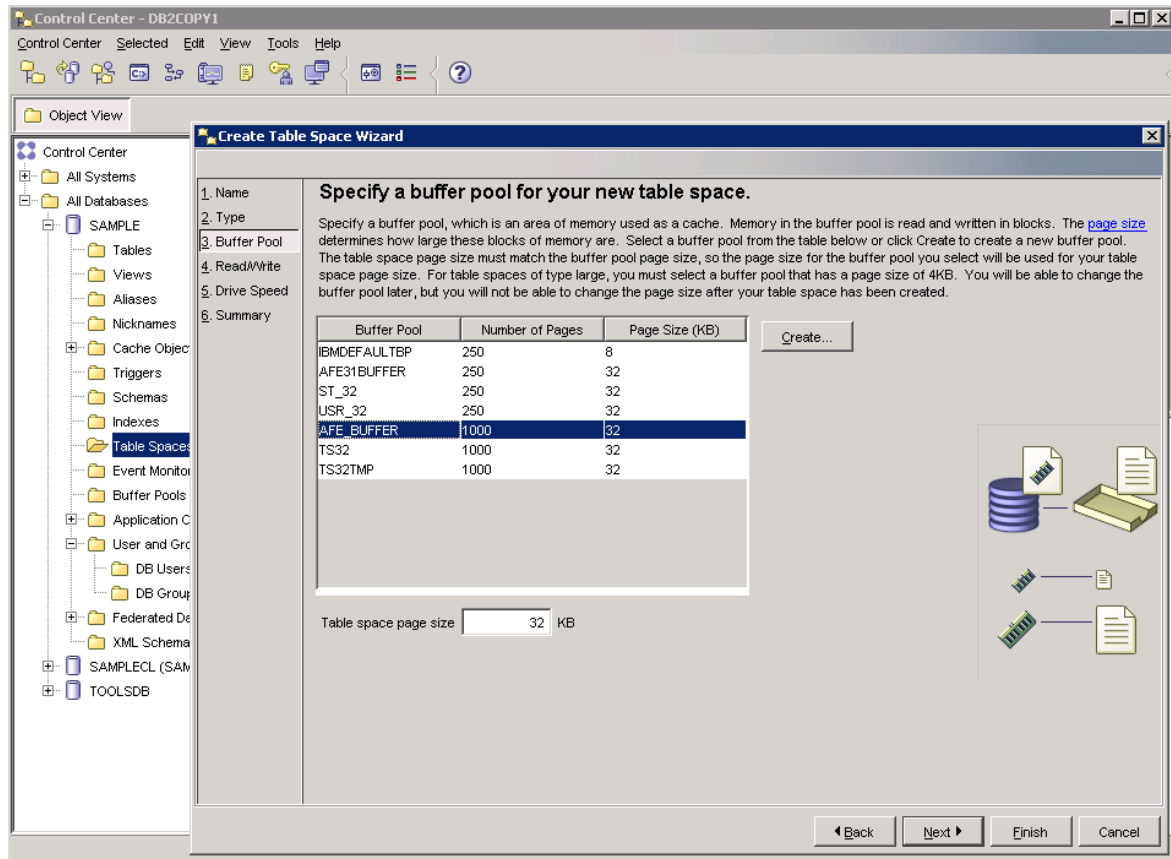 Control Center - DB2COPY1
Control Center Selected Edit View Tools Help
Object View
Control Center
All Systems
All Databases
SAMPLE
Tables
Views
Aliases
Nicknames
Cache Objec
Triggers
Schemas
Indexes
Table Spaces
Event Monitor
Buffer Pools
Application C
User and Gro
DB Users
DB Group
Federated De
XML Schema
SAMPLECL (SAM
TOOLSDB
Create Table Space Wizard
1. Name
2. Type
3. Buffer Pool
4. Read/Write
5. Drive Speed
6. Summary
Specify a buffer pool for your new table space.
Specify a buffer pool, which is an area of memory used as a cache. Memory in the buffer pool is read and written in blocks. The page size
determines how large these blocks of memory are. Select a buffer pool from the table below or click Create to create a new buffer pool.
The table space page size must match the buffer pool page size, so the page size for the buffer pool you select will be used for your table
space page size. For table spaces of type large, you must select a buffer pool that has a page size of 4KB. You will be able to change the
buffer pool later, but you will not be able to change the page size after your table space has been created.
Buffer Pool Number of Pages Page Size (KB)
IBMDEFAULTBP 250 8
AFE31BUFFER 250 32
ST_32 250 32
USR_32 250 32
AFE_BUFFER 1000 32
TS32 1000 32
TS32TMP 1000 32
Create...
Table space page size 32 KB
Back Next Finish Cancel